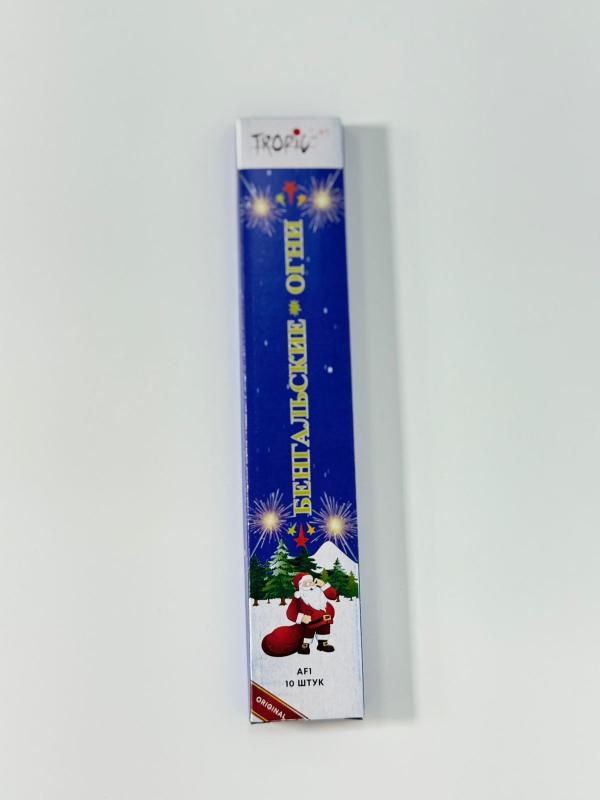 TROPIC
БЕНГАЛЬСКИЕ ОГНИ
AF1
10 ШТУК
ORIGINAL